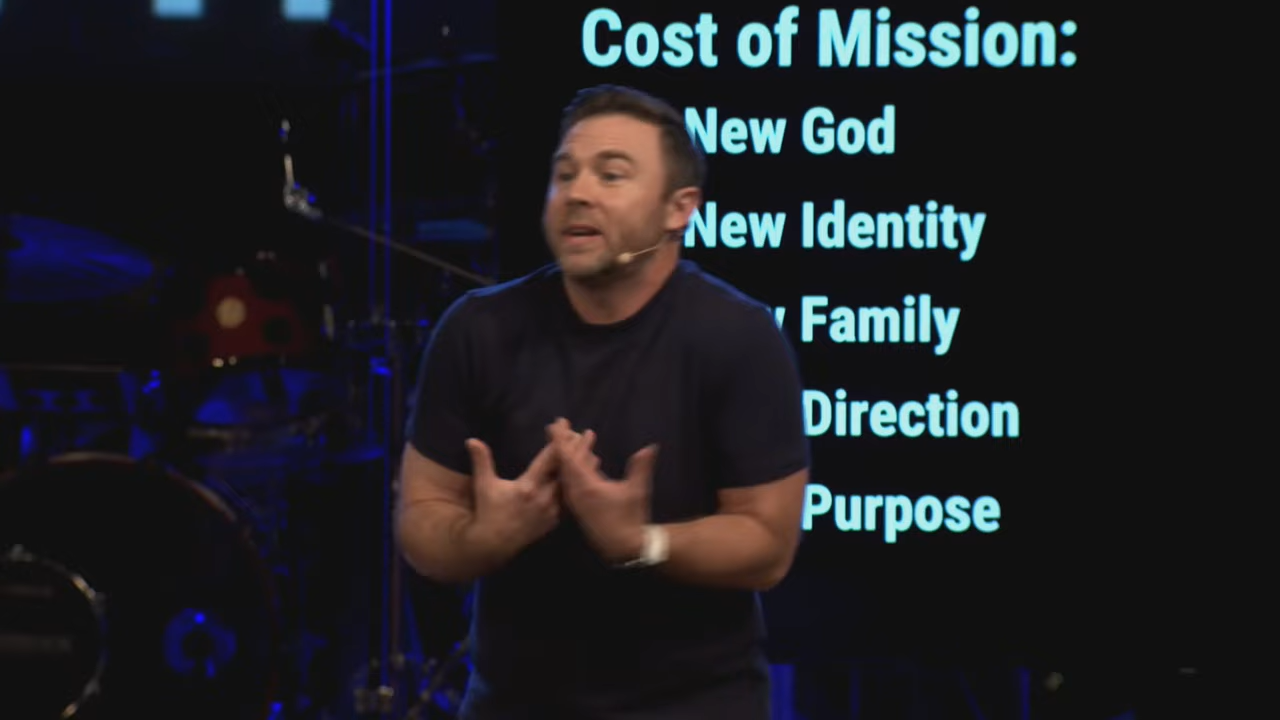 Cost of Mission:
New God
New Identity
Family
Direction
Purpose